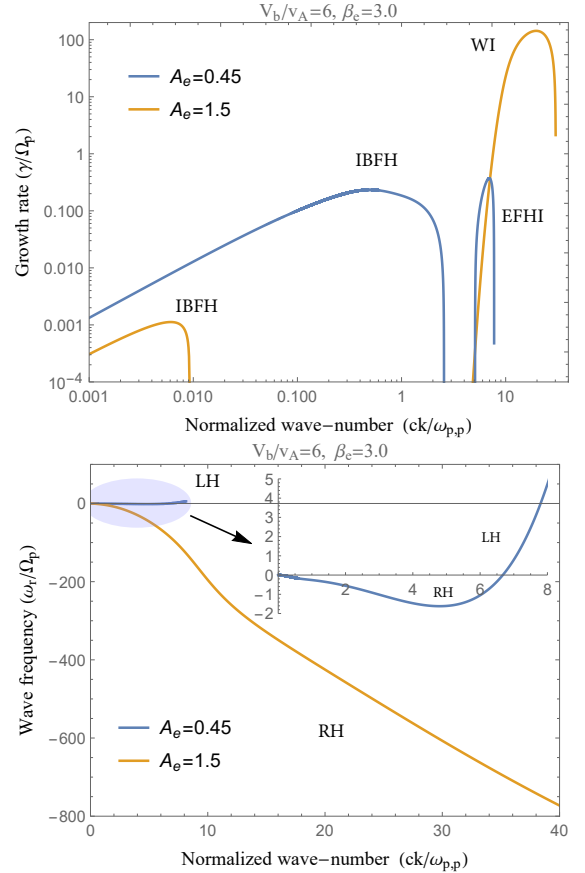 V_b/v_A=6, β_e=3.0
100
10
1
0.100
0.010
0.001
10⁻⁴
Growth rate (γ/Ω_p)
A_e=0.45
A_e=1.5
WI
IBFH
EFHI
IBFH
0.001
0.010
0.100
1
10
Normalized wave−number (ck/ω_p,p)
V_b/v_A=6, β_e=3.0
0
-200
-400
-600
-800
Wave frequency (ω_r/Ω_p)
LH
5
4
3
2
1
0
-1
-2
2
4
6
8
LH
RH
A_e=0.45
A_e=1.5
RH
0
10
20
30
40
Normalized wave−number (ck/ω_p,p)